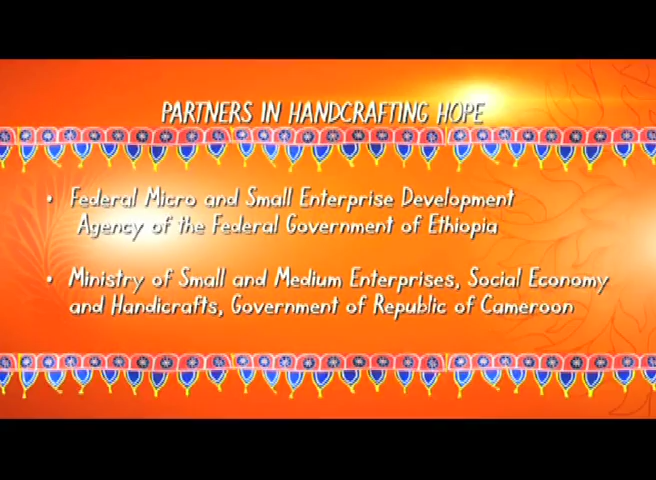 PARTNERS IN HANDCRAFTING HOPE
• Federal Micro and Small Enterprise Development
Agency of the Federal Government of Ethiopia
• Ministry of Small and Medium Enterprises, Social Economy
and Handicrafts, Government of Republic of Cameroon